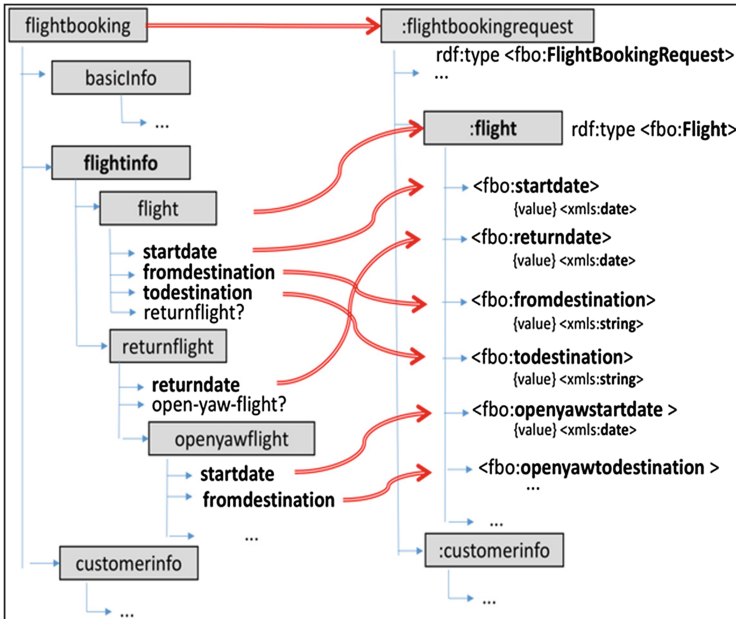 flightbooking
basicInfo
...
flightinfo
flight
startdate
fromdestination
todestination
returnflight?
returnflight
returndate
open-yaw-flight?
openyawflight
startdate
fromdestination
...
customerinfo
...
:flightbookingrequest
rdf:type <fbo:FlightBookingRequest>
...
:flight rdf:type <fbo:Flight>
<fbo:startdate>
{value} <xmls:date>
<fbo:returndate>
{value} <xmls:date>
<fbo:fromdestination>
{value} <xmls:string>
<fbo:todestination>
{value} <xmls:string>
<fbo:openyawstartdate >
{value} <xmls:date>
<fbo:openyawtodestination >
...
...
:customerinfo
...